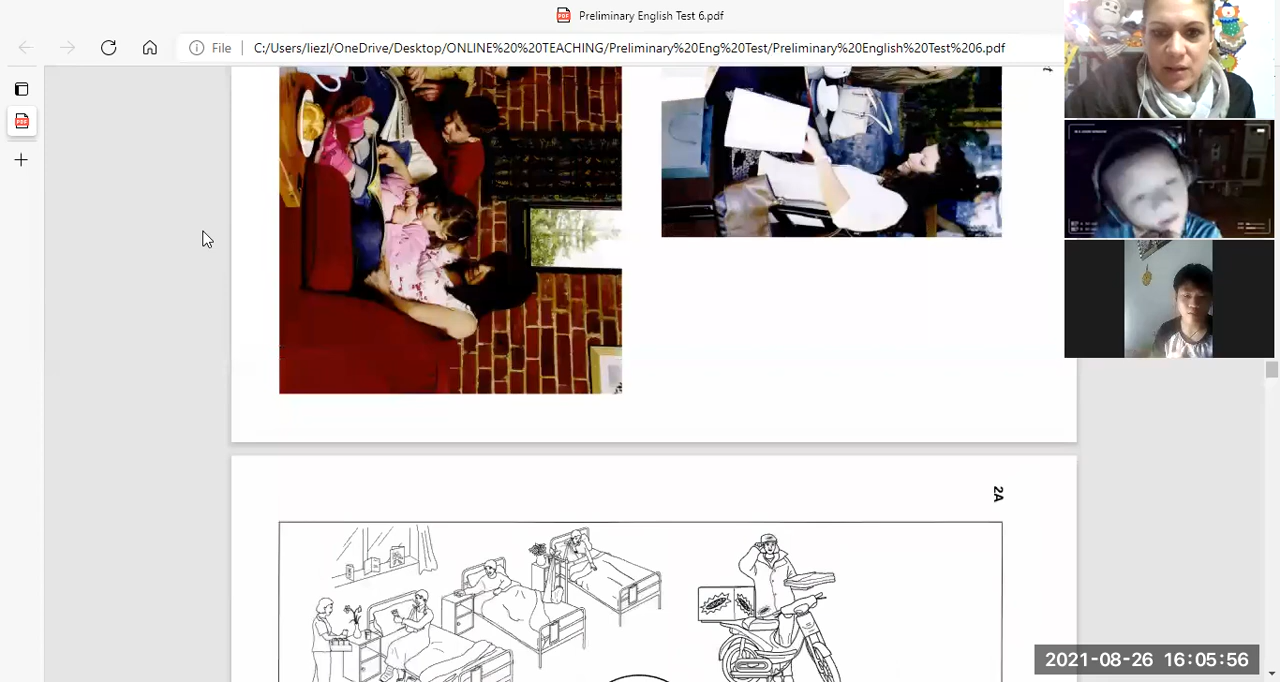 Preliminary English Test 6.pdf
File C:/Users/liezl/OneDrive/Desktop/ONLINE%20%20TEACHING/Preliminary%20Eng%20Test/Preliminary%20English%20Test%206.pdf
2A
2021-08-26 16:05:56